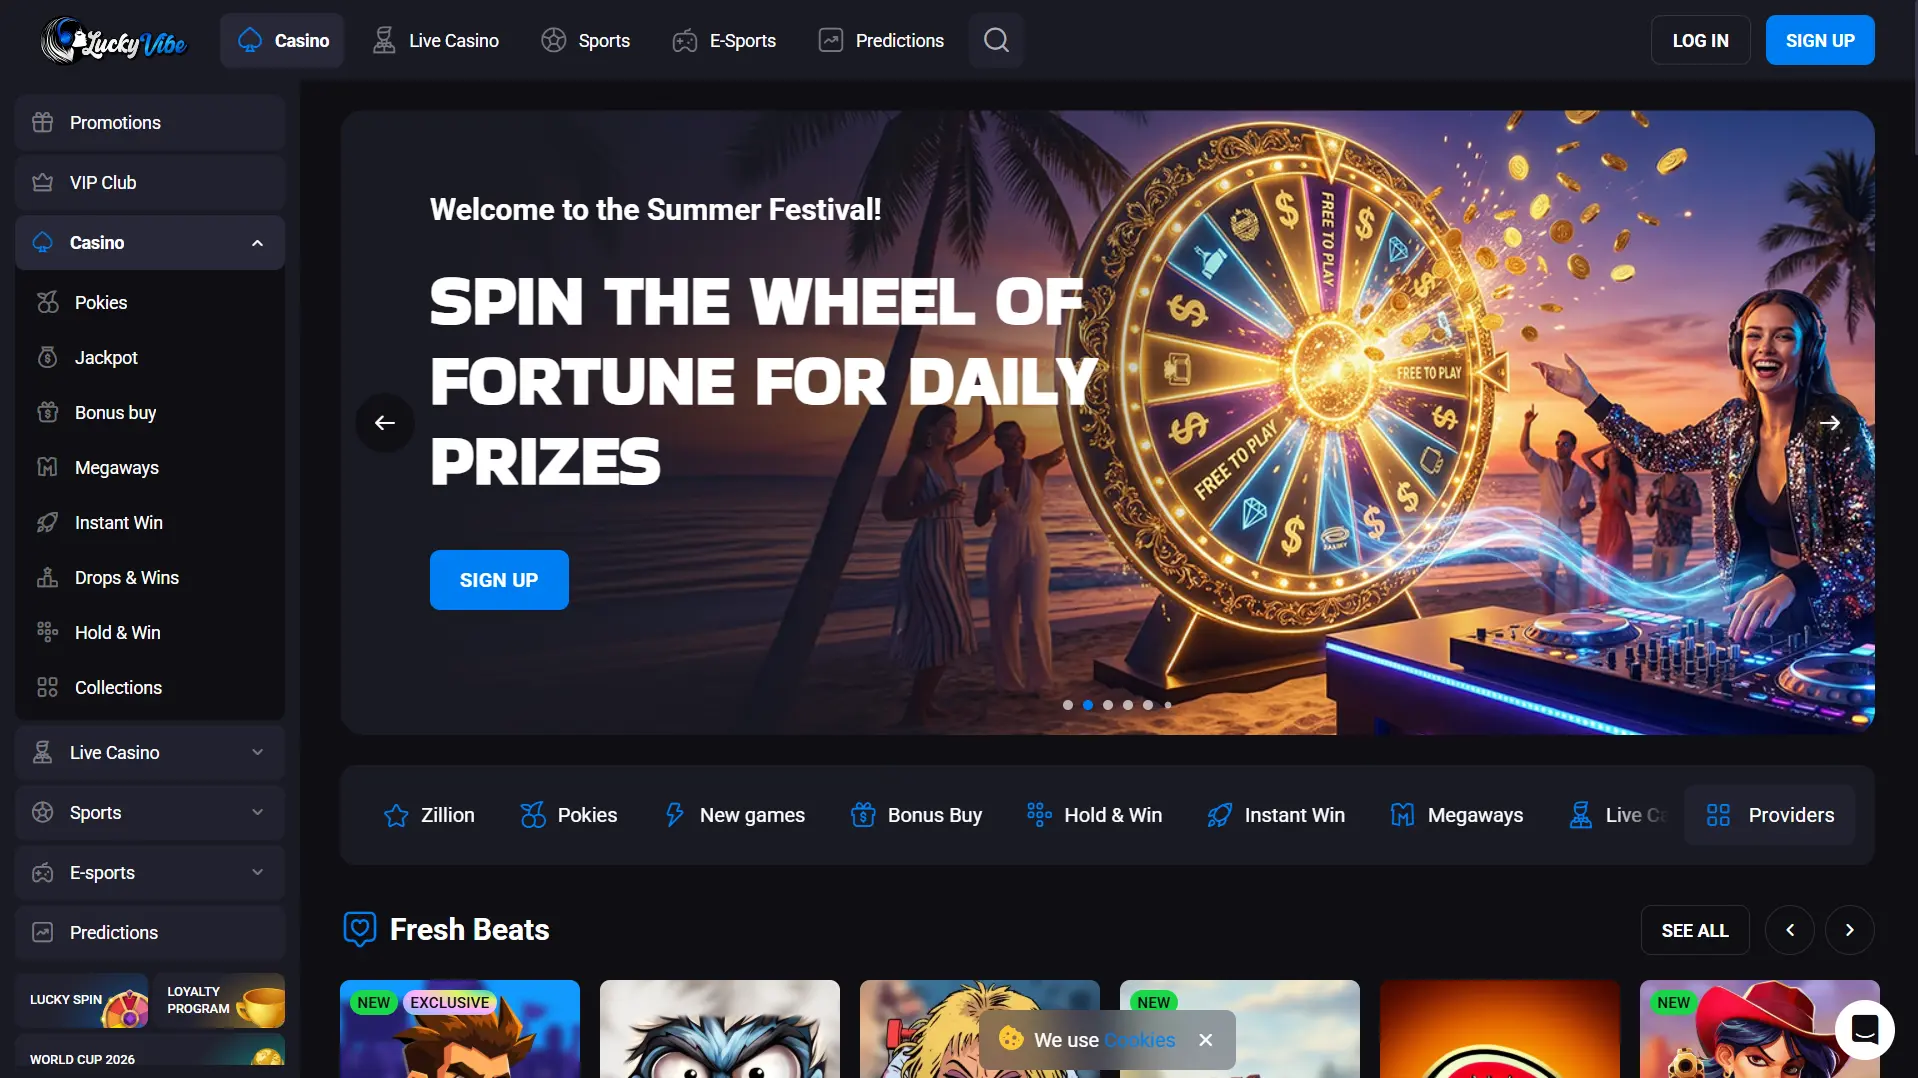 LuckyVibe
Casino
Live Casino
Sports
E-Sports
Predictions
LOG IN
SIGN UP
Promotions
VIP Club
Casino
Pokies
Jackpot
Bonus buy
Megaways
Instant Win
Drops & Wins
Hold & Win
Collections
Live Casino
Sports
E-sports
Predictions
LUCKY SPIN
LOYALTY
PROGRAM
WORLD CUP 2026
Welcome to the Summer Festival!
SPIN THE WHEEL OF
FORTUNE FOR DAILY
PRIZES
SIGN UP
FREE TO PLAY
FREE TO PLAY
FREE TO PLAY
Zillion
Pokies
New games
Bonus Buy
Hold & Win
Instant Win
Megaways
Live Ca
Providers
Fresh Beats
SEE ALL
NEW
EXCLUSIVE
NEW
NEW
We use Cookies